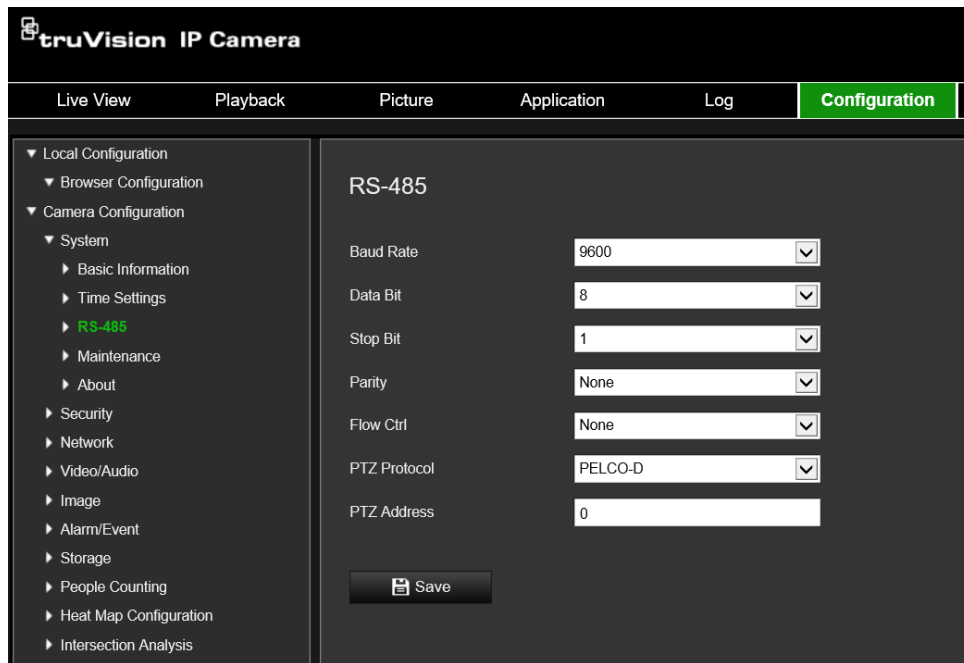 truVision IP Camera
Live View Playback Picture Application Log Configuration
Local Configuration
Browser Configuration
Camera Configuration
System
Basic Information
Time Settings
RS-485
Maintenance
About
Security
Network
Video/Audio
Image
Alarm/Event
Storage
People Counting
Heat Map Configuration
Intersection Analysis
RS-485
Baud Rate 9600
Data Bit 8
Stop Bit 1
Parity None
Flow Ctrl None
PTZ Protocol PELCO-D
PTZ Address 0
Save